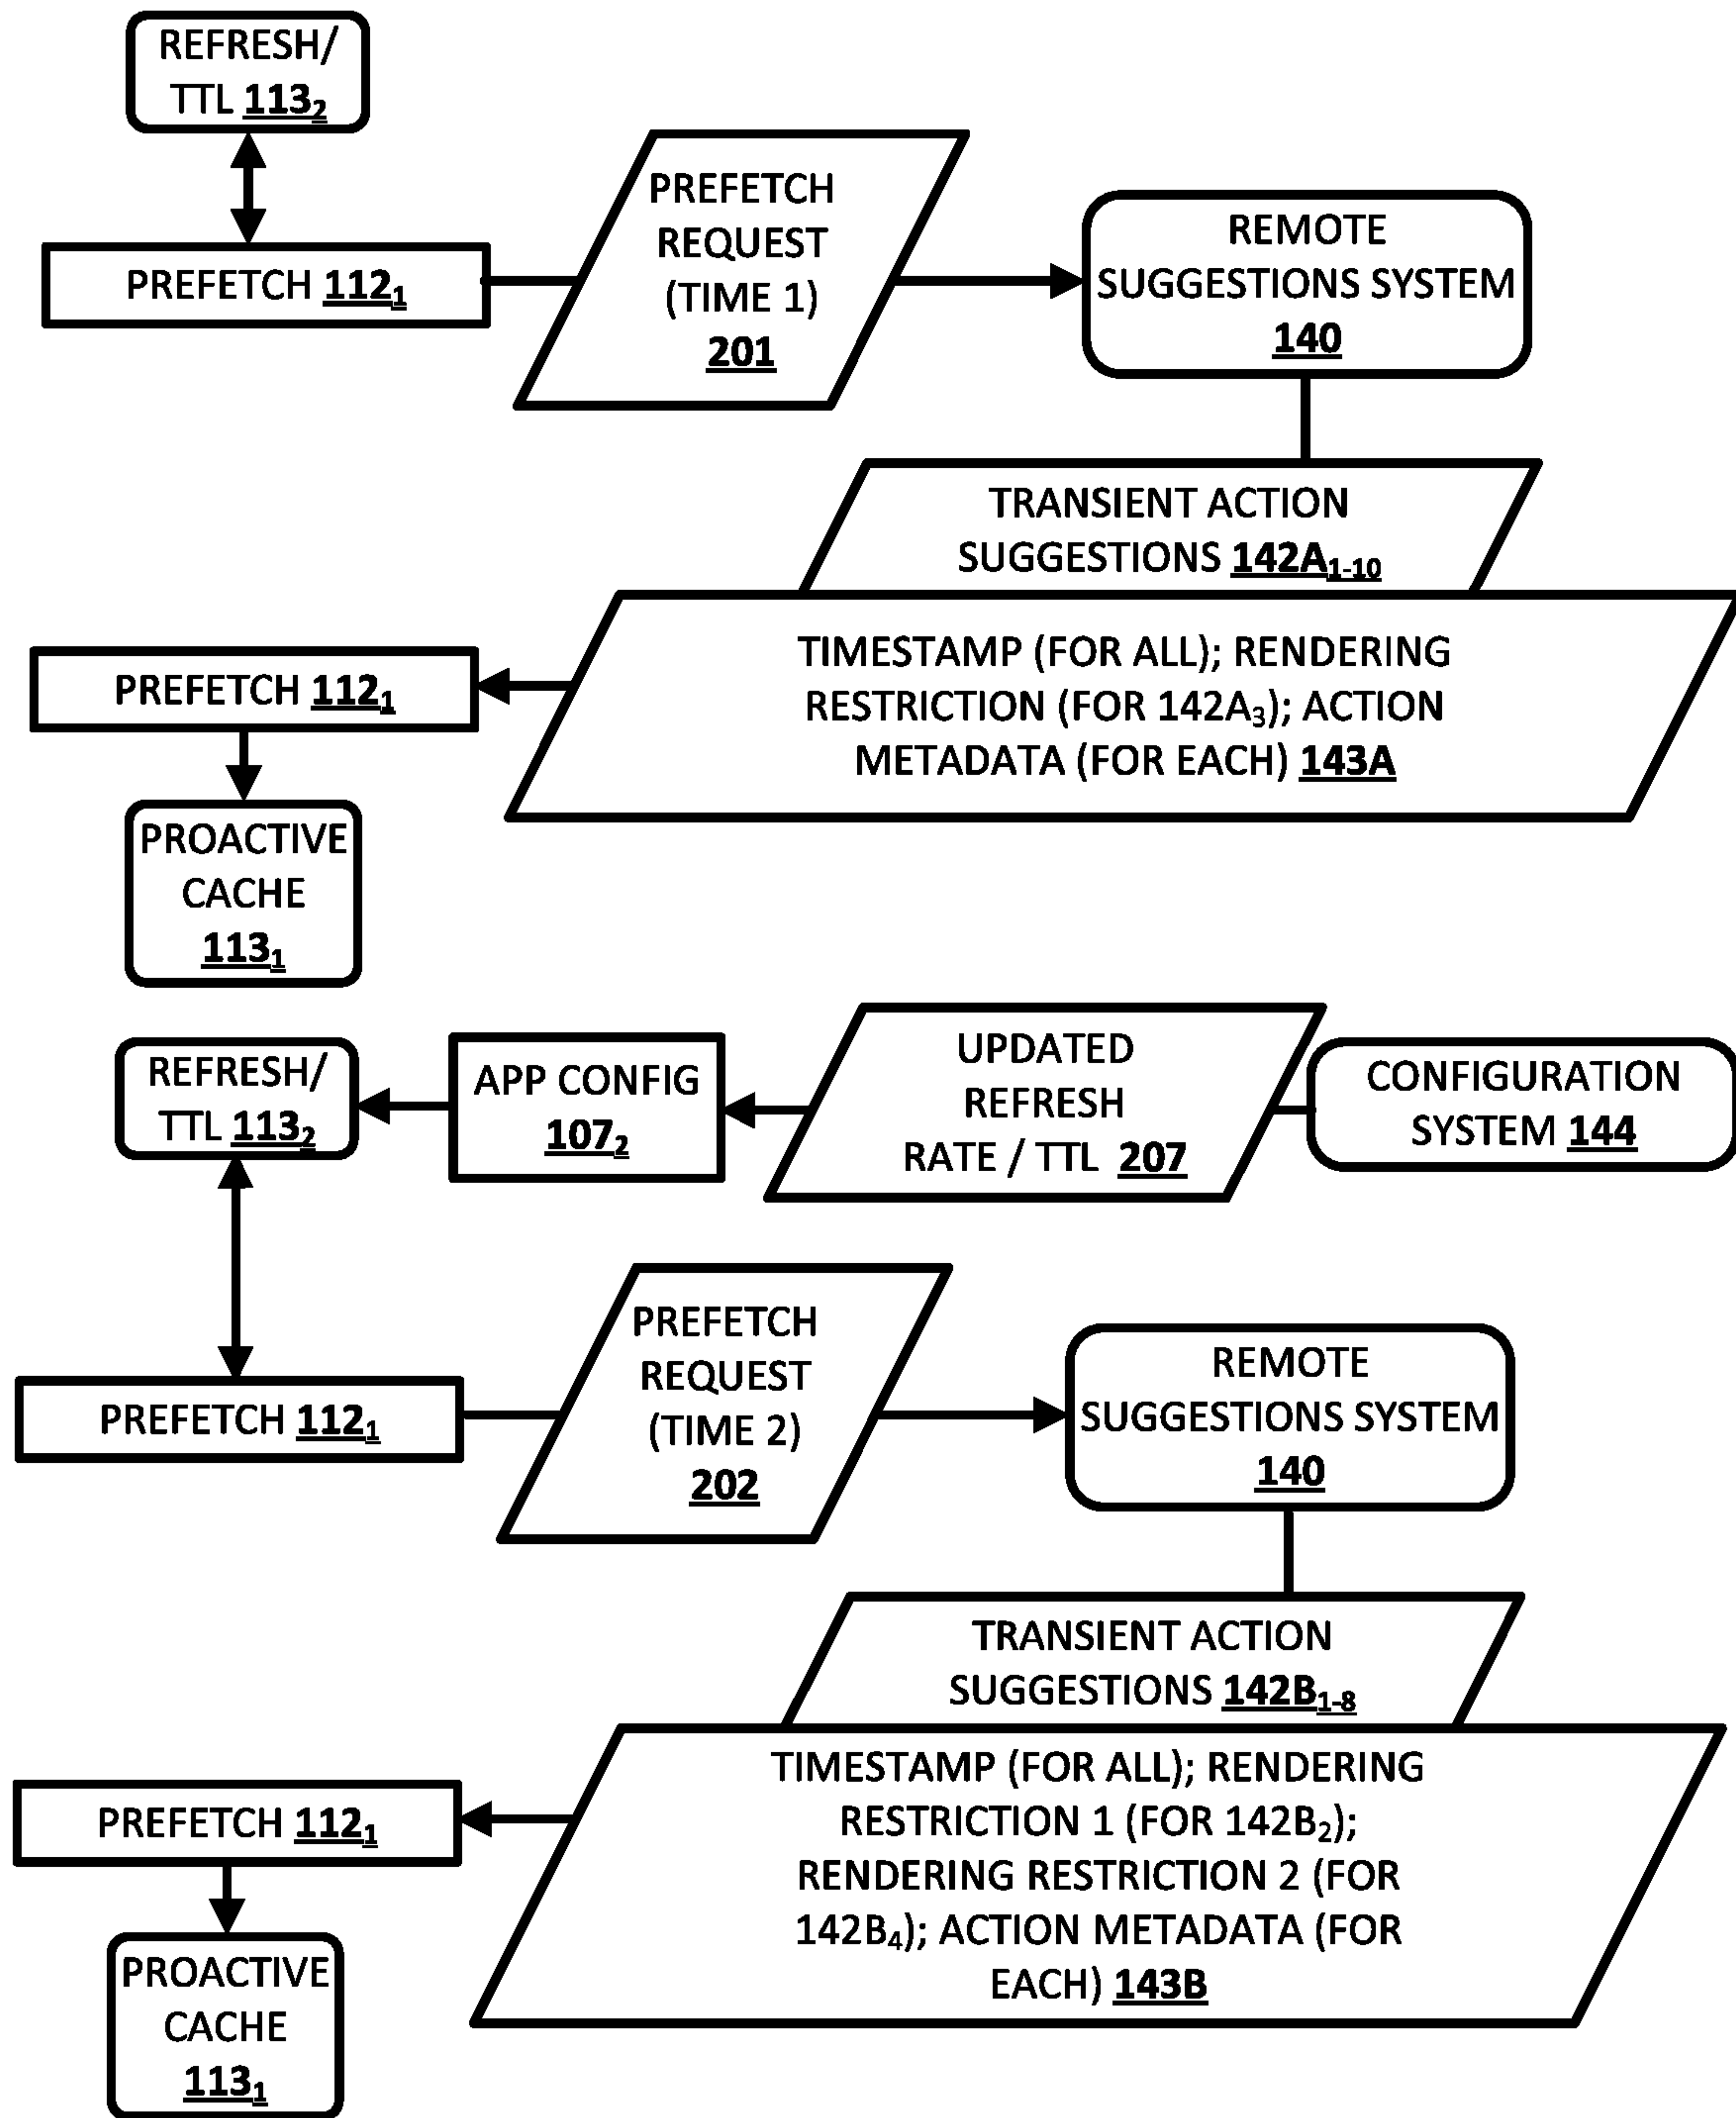 REFRESH/
TTL 113₂
PREFETCH 112₁
PREFETCH
REQUEST
(TIME 1)
201
REMOTE
SUGGESTIONS SYSTEM
140
TRANSIENT ACTION
SUGGESTIONS 142A₁₋₁₀
TIMESTAMP (FOR ALL); RENDERING
RESTRICTION (FOR 142A₃); ACTION
METADATA (FOR EACH) 143A
PREFETCH 112₁
PROACTIVE
CACHE
113₁
REFRESH/
TTL 113₂
APP CONFIG
107₂
UPDATED
REFRESH
RATE / TTL 207
CONFIGURATION
SYSTEM 144
PREFETCH 112₁
PREFETCH
REQUEST
(TIME 2)
202
REMOTE
SUGGESTIONS SYSTEM
140
TRANSIENT ACTION
SUGGESTIONS 142B₁₋₈
TIMESTAMP (FOR ALL); RENDERING
RESTRICTION 1 (FOR 142B₂);
RENDERING RESTRICTION 2 (FOR
142B₄); ACTION METADATA (FOR
EACH) 143B
PREFETCH 112₁
PROACTIVE
CACHE
113₁